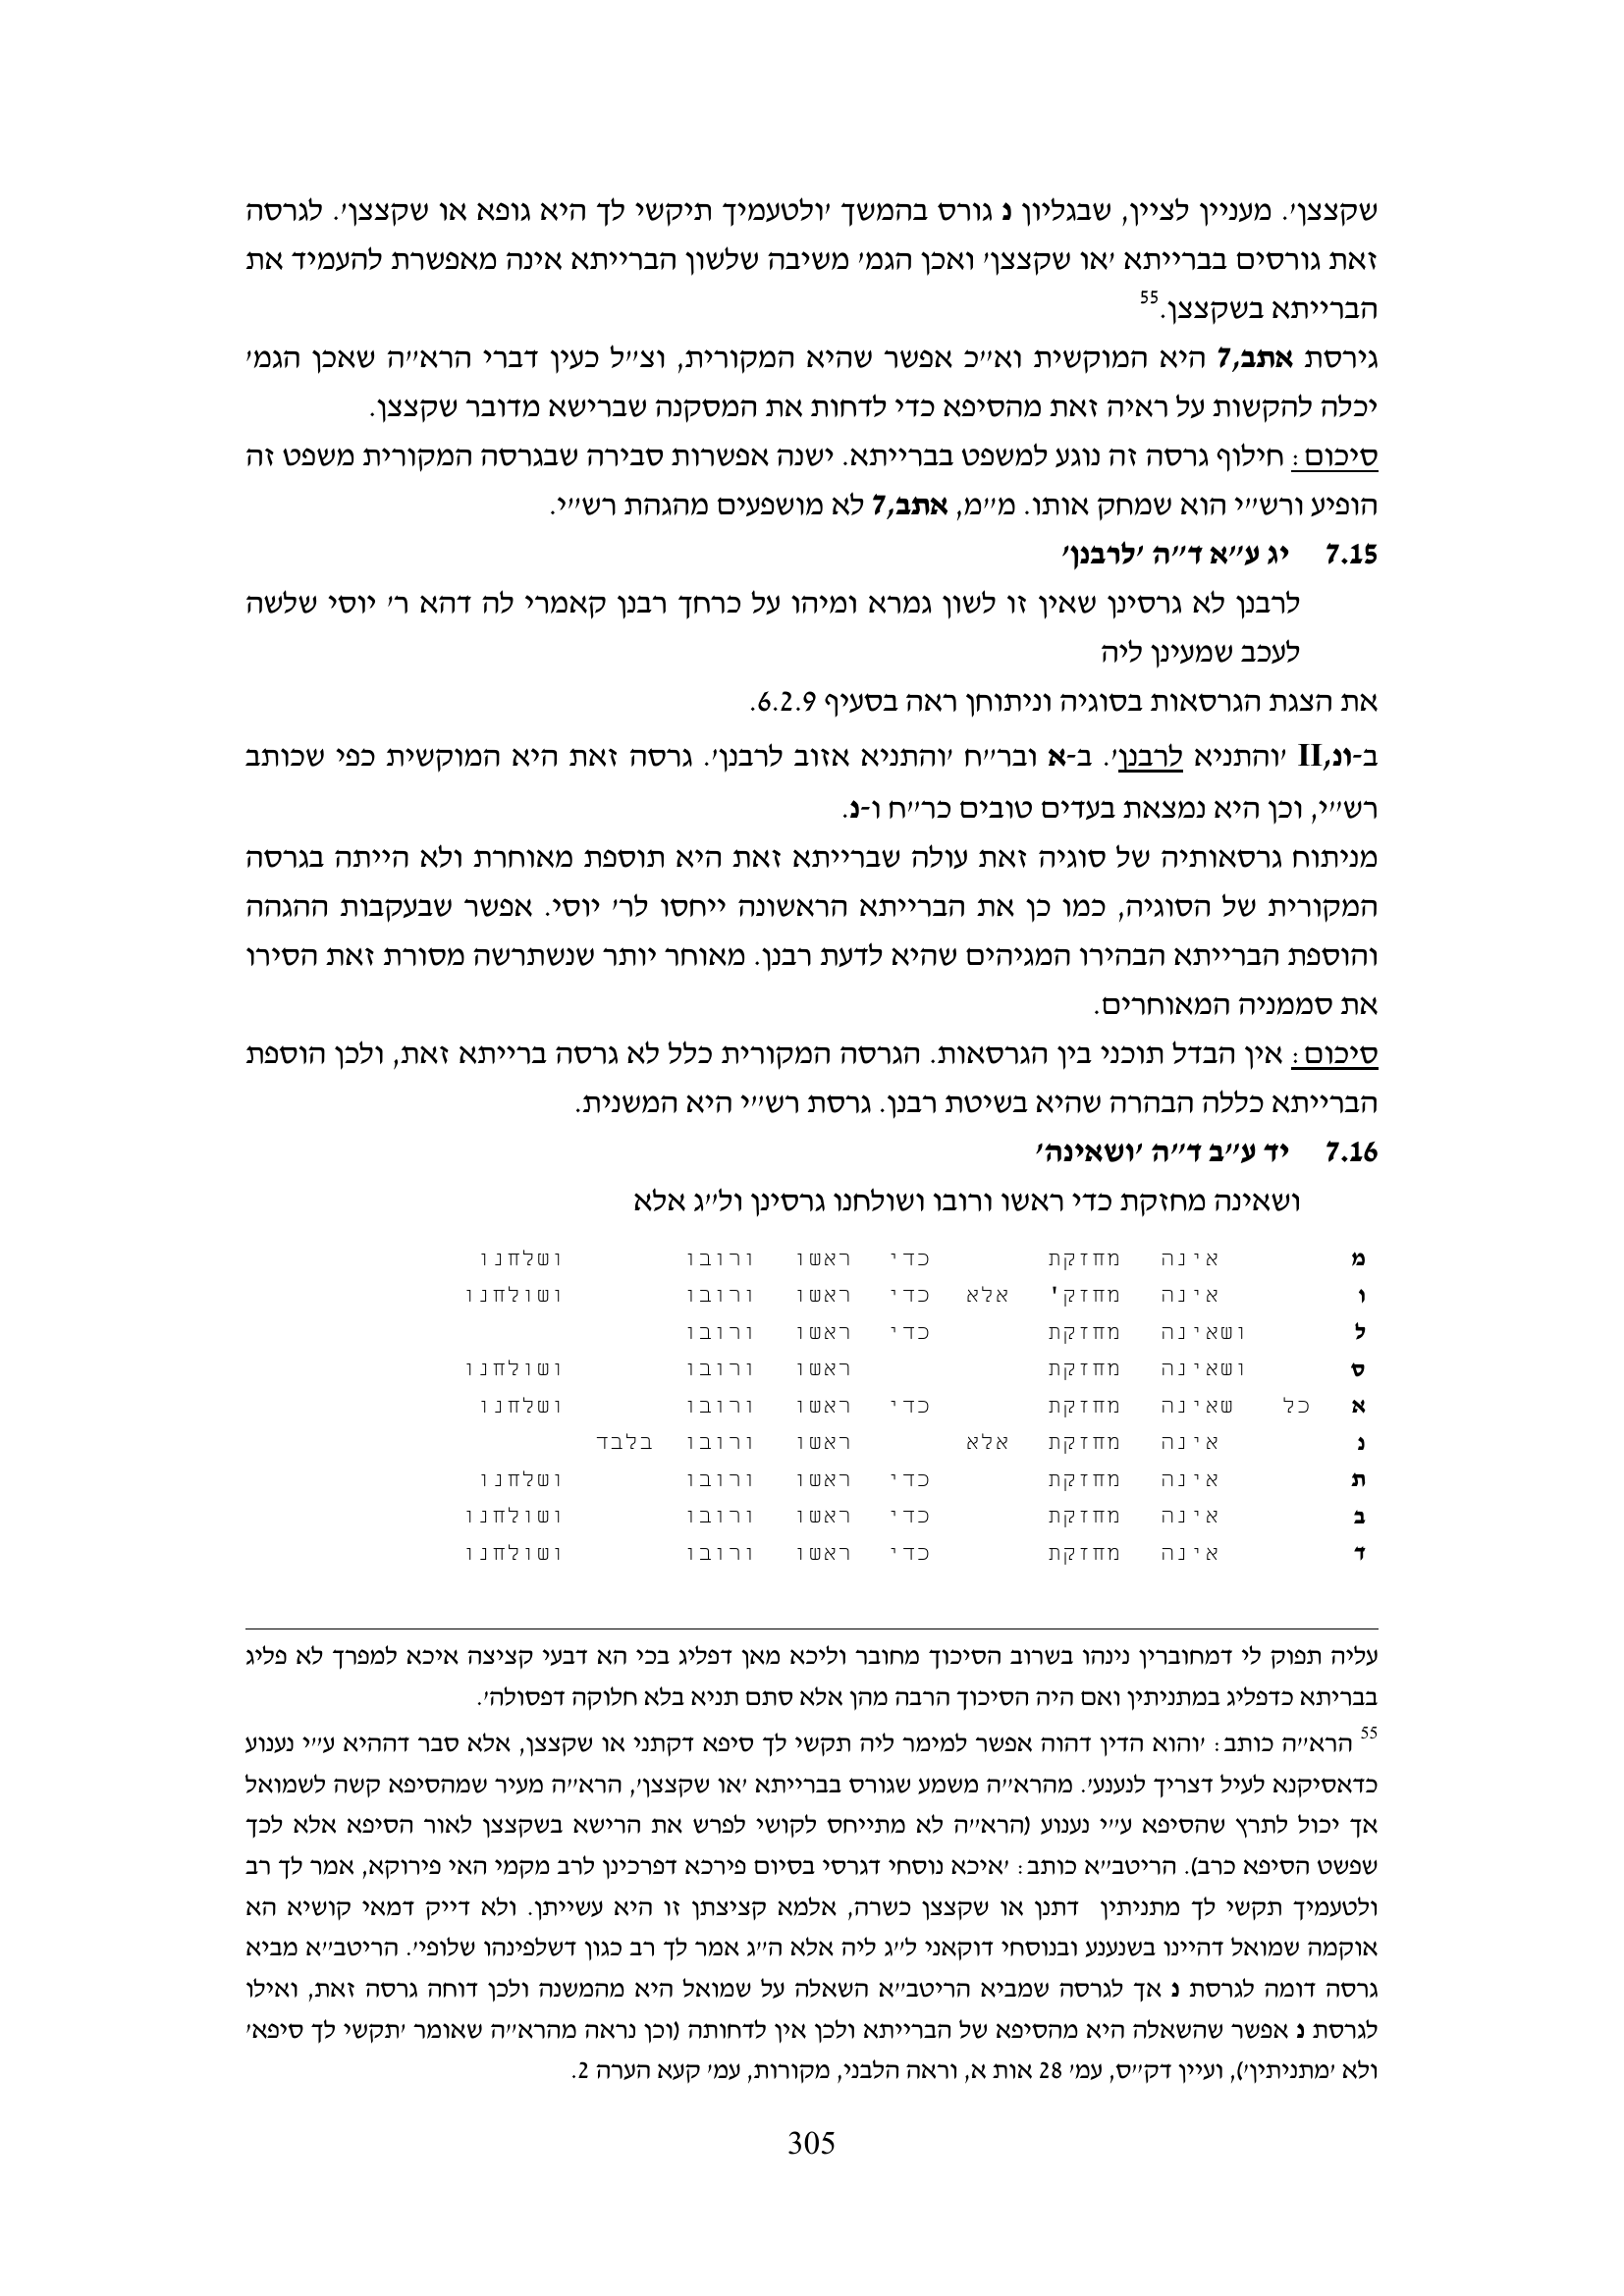 שקצצן'. מעניין לציין, שבגליון נ גורס בהמשך 'ולטעמיך תיקשי לך היא גופא או שקצצן'. לגרסה
זאת גורסים בברייתא 'או שקצצן' ואכן הגמ' משיבה שלשון הברייתא אינה מאפשרת להעמיד את
הברייתא בשקצצן.55
גירסת אתב,7 היא המוקשית וא"כ אפשר שהיא המקורית, וצ"ל כעין דברי הרא"ה שאכן הגמ'
יכלה להקשות על ראיה זאת מהסיפא כדי לדחות את המסקנה שברישא מדובר שקצצן.
סיכום: חילוף גרסה זה נוגע למשפט בברייתא. ישנה אפשרות סבירה שבגרסה המקורית משפט זה
הופיע ורש"י הוא שמחק אותו. מ"מ, אתב,7 לא מושפעים מהגהת רש"י.
7.15 יג ע"א ד"ה 'לרבנן'
לרבנן לא גרסינן שאין זו לשון גמרא ומיהו על כרחך רבנן קאמרי לה דהא ר' יוסי שלשה
לעכב שמעינן ליה
את הצגת הגרסאות בסוגיה וניתוחן ראה בסעיף 6.2.9.
ב-ונ,II 'והתניא לרבנן'. ב-א ובר"ח 'והתניא אזוב לרבנן'. גרסה זאת היא המוקשית כפי שכותב
רש"י, וכן היא נמצאת בעדים טובים כר"ח ו-נ.
מניתוח גרסאותיה של סוגיה זאת עולה שברייתא זאת היא תוספת מאוחרת ולא הייתה בגרסה
המקורית של הסוגיה, כמו כן את הברייתא הראשונה ייחסו לר' יוסי. אפשר שבעקבות ההגהה
והוספת הברייתא הבהירו המגיהים שהיא לדעת רבנן. מאוחר יותר שנשתרשה מסורת זאת הסירו
את סממניה המאוחרים.
סיכום: אין הבדל תוכני בין הגרסאות. הגרסה המקורית כלל לא גרסה ברייתא זאת, ולכן הוספת
הברייתא כללה הבהרה שהיא בשיטת רבנן. גרסת רש"י היא המשנית.
7.16 יד ע"ב ד"ה 'ושאינה'
ושאינה מחזקת כדי ראשו ורובו ושולחנו גרסינן ול"ג אלא
מ אינה מחזקת כדי ראשו ורובו ושלחנו
ו אינה מחזק' אלא כדי ראשו ורובו ושולחנו
ל ושאינה מחזקת כדי ראשו ורובו
ס ושאינה מחזקת ראשו ורובו ושולחנו
א כל שאינה מחזקת כדי ראשו ורובו ושלחנו
נ אינה מחזקת אלא ראשו ורובו בלבד
ת אינה מחזקת כדי ראשו ורובו ושלחנו
ב אינה מחזקת כדי ראשו ורובו ושולחנו
ד אינה מחזקת כדי ראשו ורובו ושולחנו
עליה תפוק לי דמחוברין נינהו בשרוב הסיכוך מחובר וליכא מאן דפליג בכי הא דבעי קציצה איכא למפרך לא פליג
בבריתא כדפליג במתניתין ואם היה הסיכוך הרבה מהן אלא סתם תניא בלא חלוקה דפסולה'.
55 הרא"ה כותב: 'והוא הדין דהוה אפשר למימר ליה תקשי לך סיפא דקתני או שקצצן, אלא סבר דההיא ע"י נענוע
כדאסיקנא לעיל דצריך לנענע'. מהרא"ה משמע שגורס בברייתא 'או שקצצן', הרא"ה מעיר שמהסיפא קשה לשמואל
אך יכול לתרץ שהסיפא ע"י נענוע (הרא"ה לא מתייחס לקושי לפרש את הרישא בשקצצן לאור הסיפא אלא לכך
שפשט הסיפא כרב). הריטב"א כותב: 'איכא נוסחי דגרסי בסיום פירכא דפרכינן לרב מקמי האי פירוקא, אמר לך רב
ולטעמיך תקשי לך מתניתין דתנן או שקצצן כשרה, אלמא קציצתן זו היא עשייתן. ולא דייק דמאי קושיא הא
אוקמה שמואל דהיינו בשנענע ובנוסחי דוקאני ל"ג ליה אלא ה"ג אמר לך רב כגון דשלפינהו שלופי'. הריטב"א מביא
גרסה דומה לגרסת נ אך לגרסה שמביא הריטב"א השאלה על שמואל היא מהמשנה ולכן דוחה גרסה זאת, ואילו
לגרסת נ אפשר שהשאלה היא מהסיפא של הברייתא ולכן אין לדחותה (וכן נראה מהרא"ה שאומר 'תקשי לך סיפא'
ולא 'מתניתין'), ועיין דק"ס, עמ' 28 אות א, וראה הלבני, מקורות, עמ' קעא הערה 2.
305